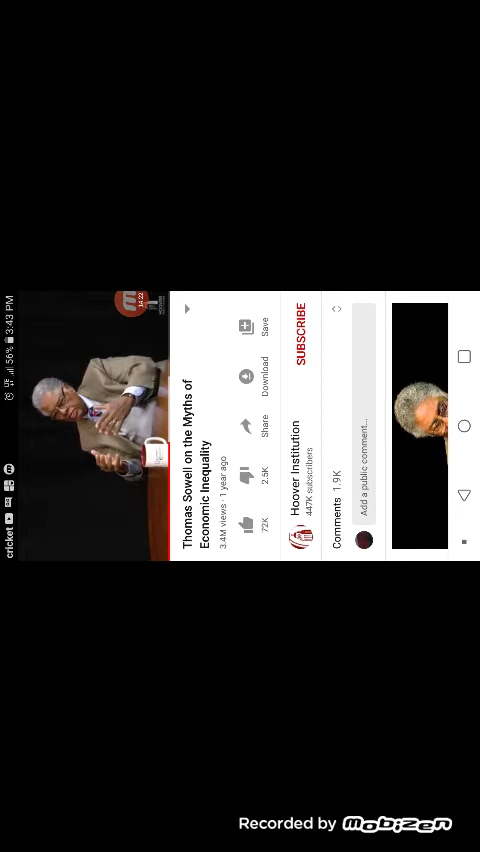 cricket
56% 3:43 PM
14:22
Thomas Sowell on the Myths of
Economic Inequality
3.4M views · 1 year ago
72K
2.5K
Share
Download
Save
Hoover Institution
447K subscribers
SUBSCRIBE
Comments 1.9K
Add a public comment...
Recorded by mobizen